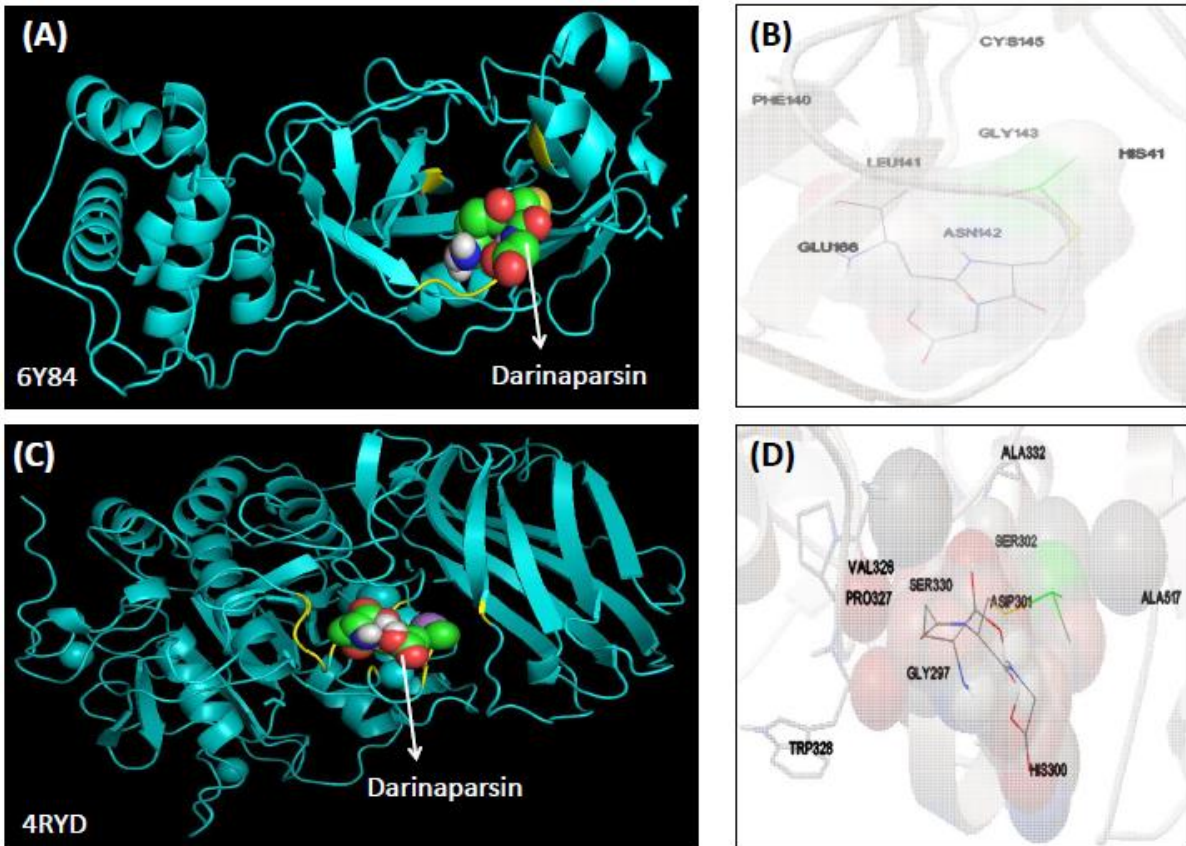 (A)
6Y84
Darinaparsin
(B)
CYS145
PHE140
GLY143
HIS41
LEU141
GLU166
ASN142
(C)
Darinaparsin
4RYD
(D)
ALA332
SER302
VAL326
SER330
PRO327
ASP301
ALA517
GLY297
TRP328
HIS300